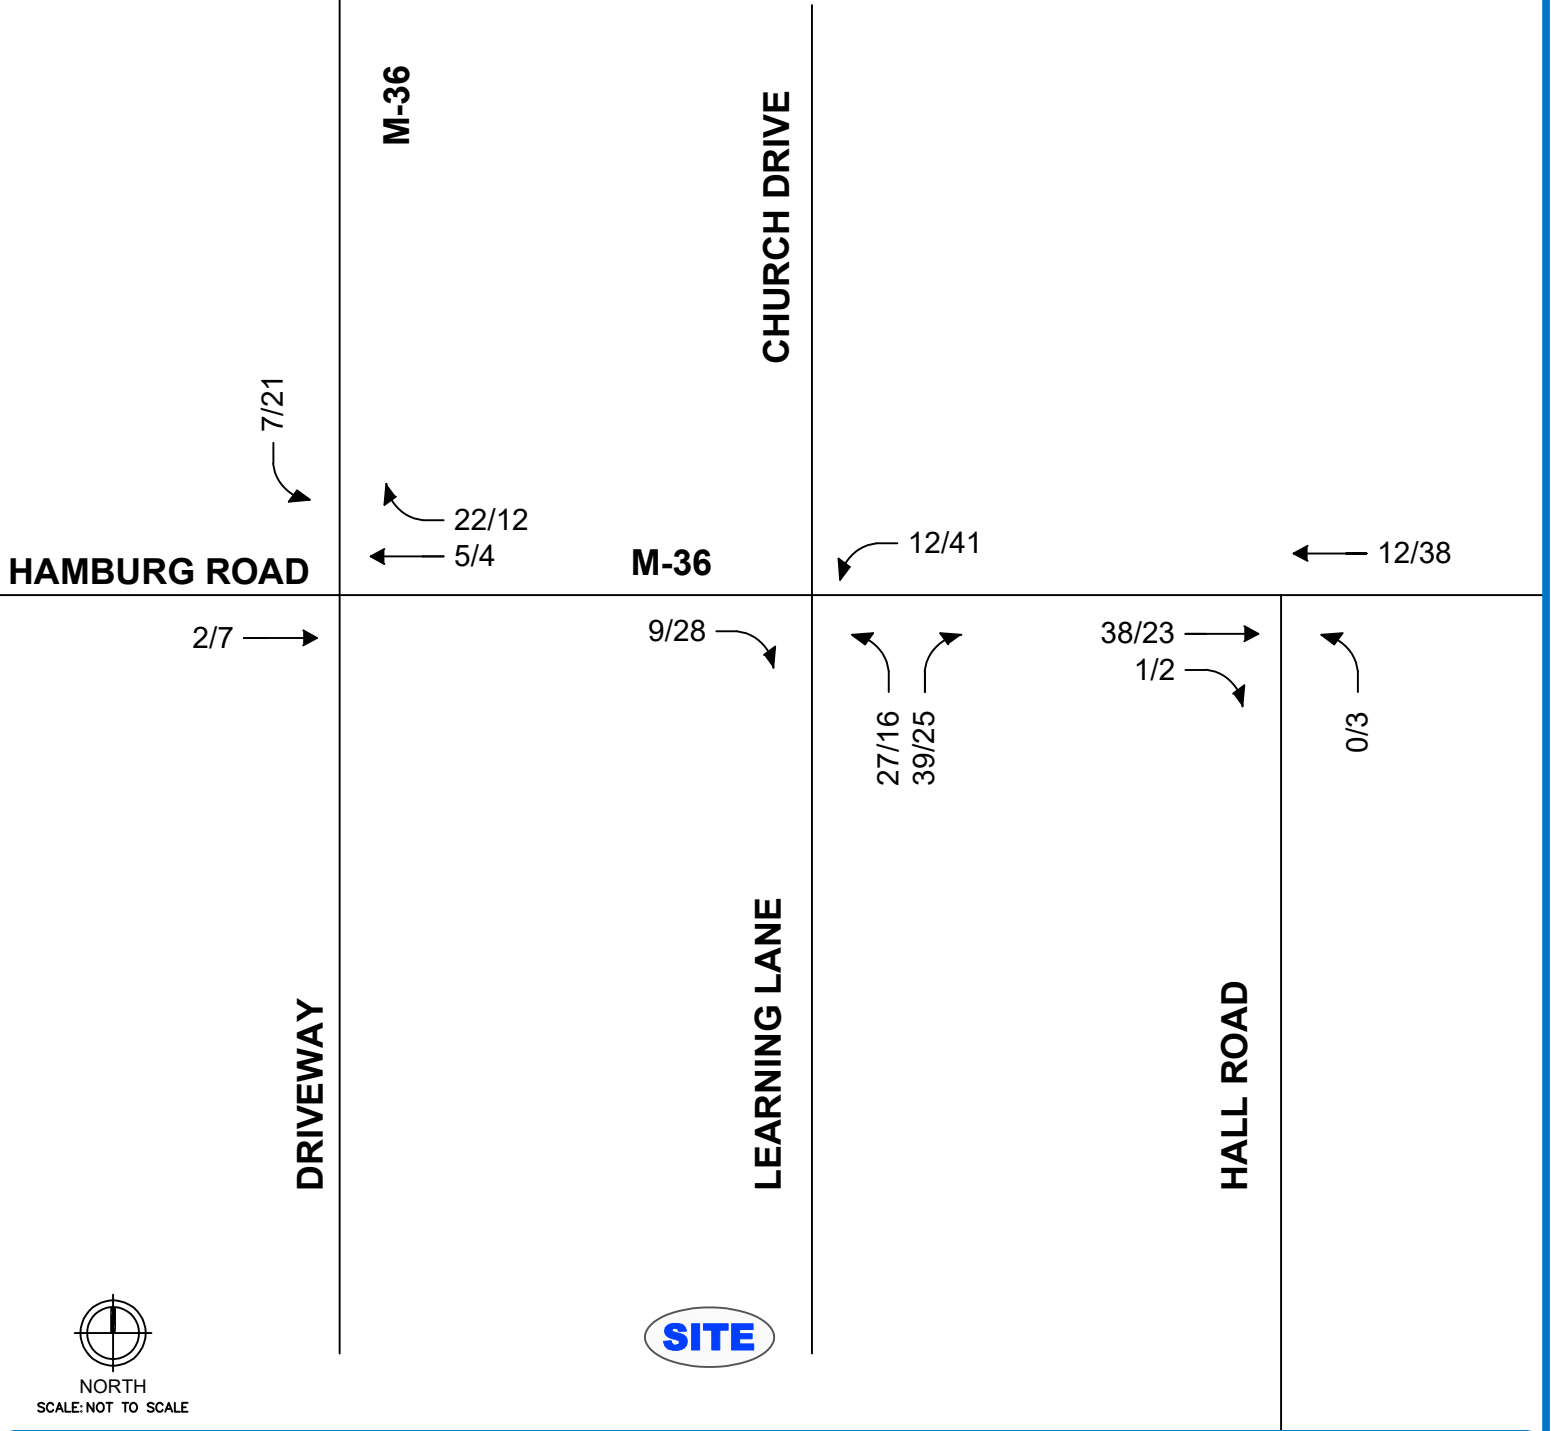 M-36
CHURCH DRIVE
7/21
22/12
5/4
HAMBURG ROAD
M-36
12/41
12/38
2/7
9/28
27/16
39/25
38/23
1/2
0/3
DRIVEWAY
LEARNING LANE
HALL ROAD
SITE
NORTH
SCALE: NOT TO SCALE